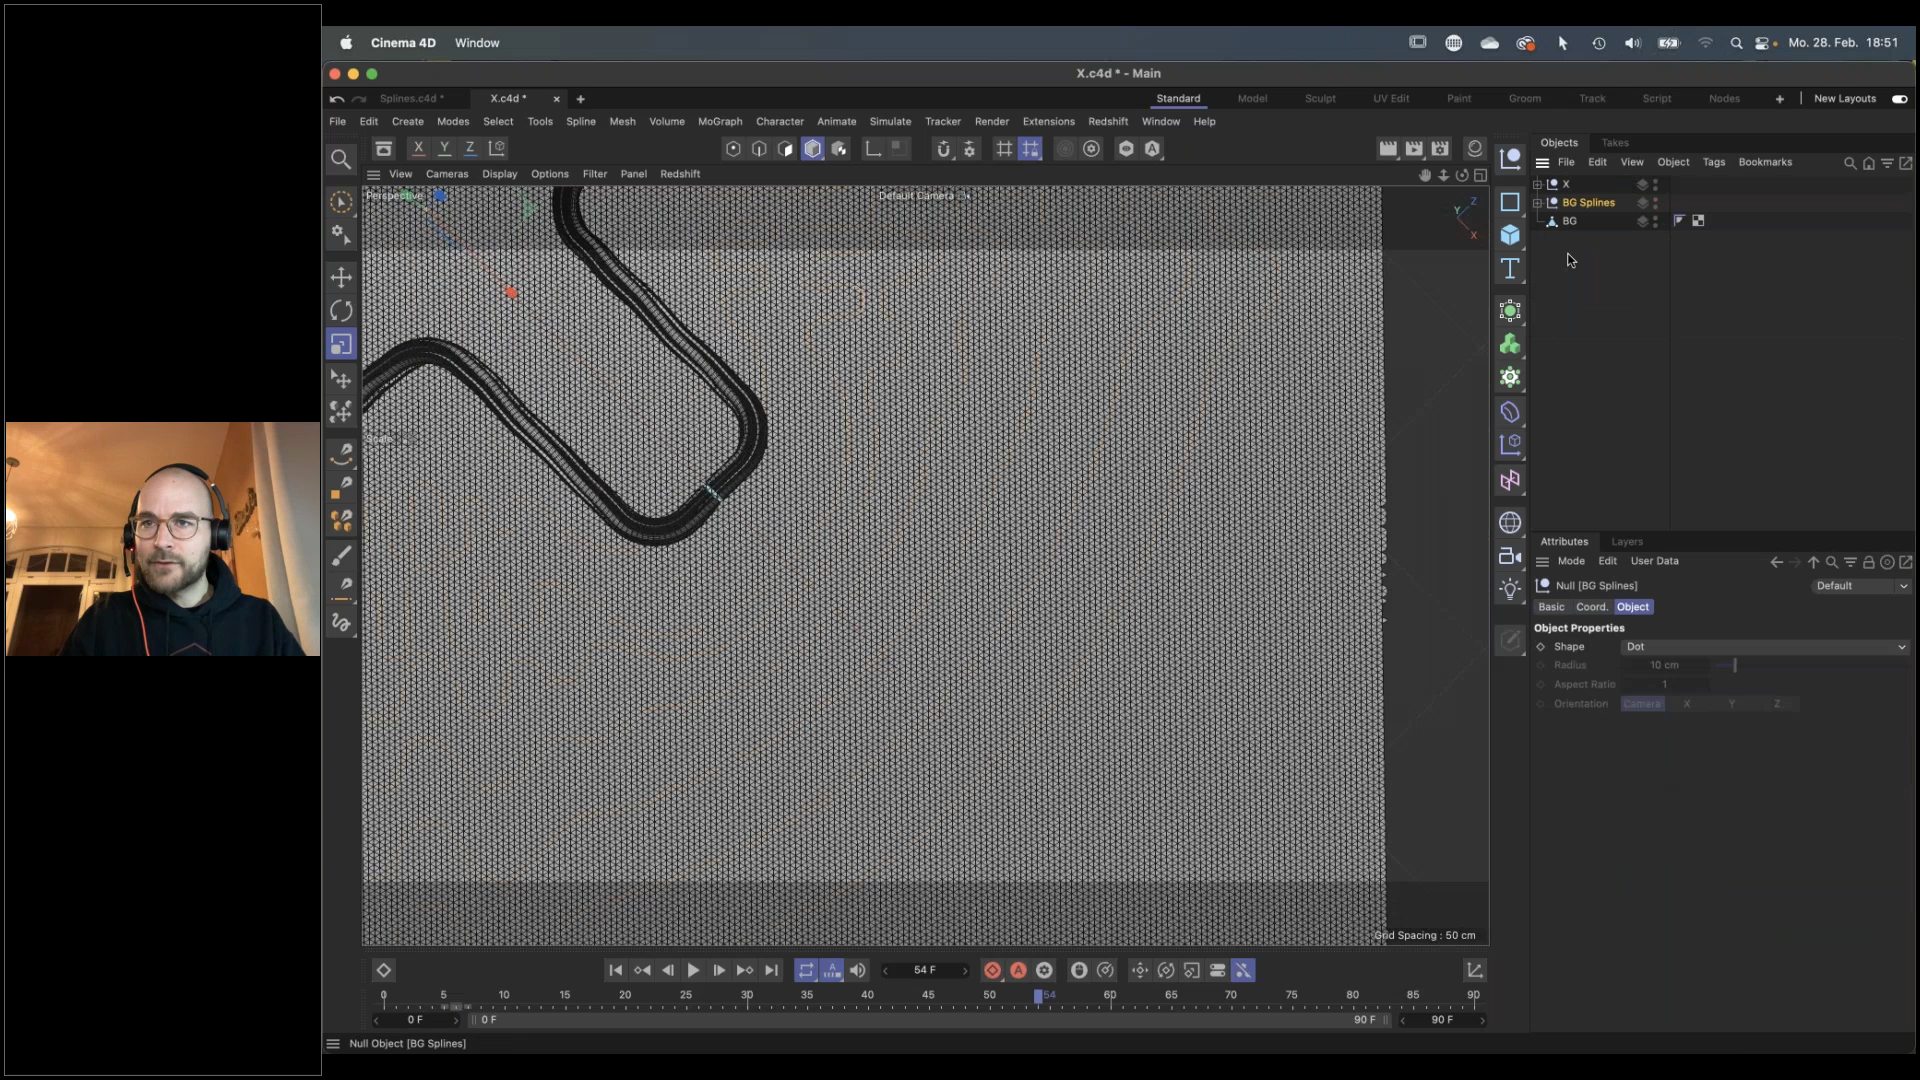 Cinema 4D Window
Mo. 28. Feb. 18:51
X.c4d * - Main
Splines.c4d *
X.c4d *
Standard Model Sculpt UV Edit Paint Groom Track Script Nodes
New Layouts
File Edit Create Modes Select Tools Spline Mesh Volume MoGraph Character Animate Simulate Tracker Render Extensions Redshift Window Help
X Y Z
View Cameras Display Options Filter Panel Redshift
Perspective
Default Camera
Y Z X
Scale
Grid Spacing : 50 cm
Objects Takes
File Edit View Object Tags Bookmarks
X
BG Splines
BG
Attributes Layers
Mode Edit User Data
Null [BG Splines]
Default
Basic Coord. Object
Object Properties
Shape Dot
Radius 10 cm
Aspect Ratio 1
Orientation Camera X Y Z
54 F
0 5 10 15 20 25 30 35 40 45 50 54 60 65 70 75 80 85 90
0 F 0 F 90 F 90 F
Null Object [BG Splines]